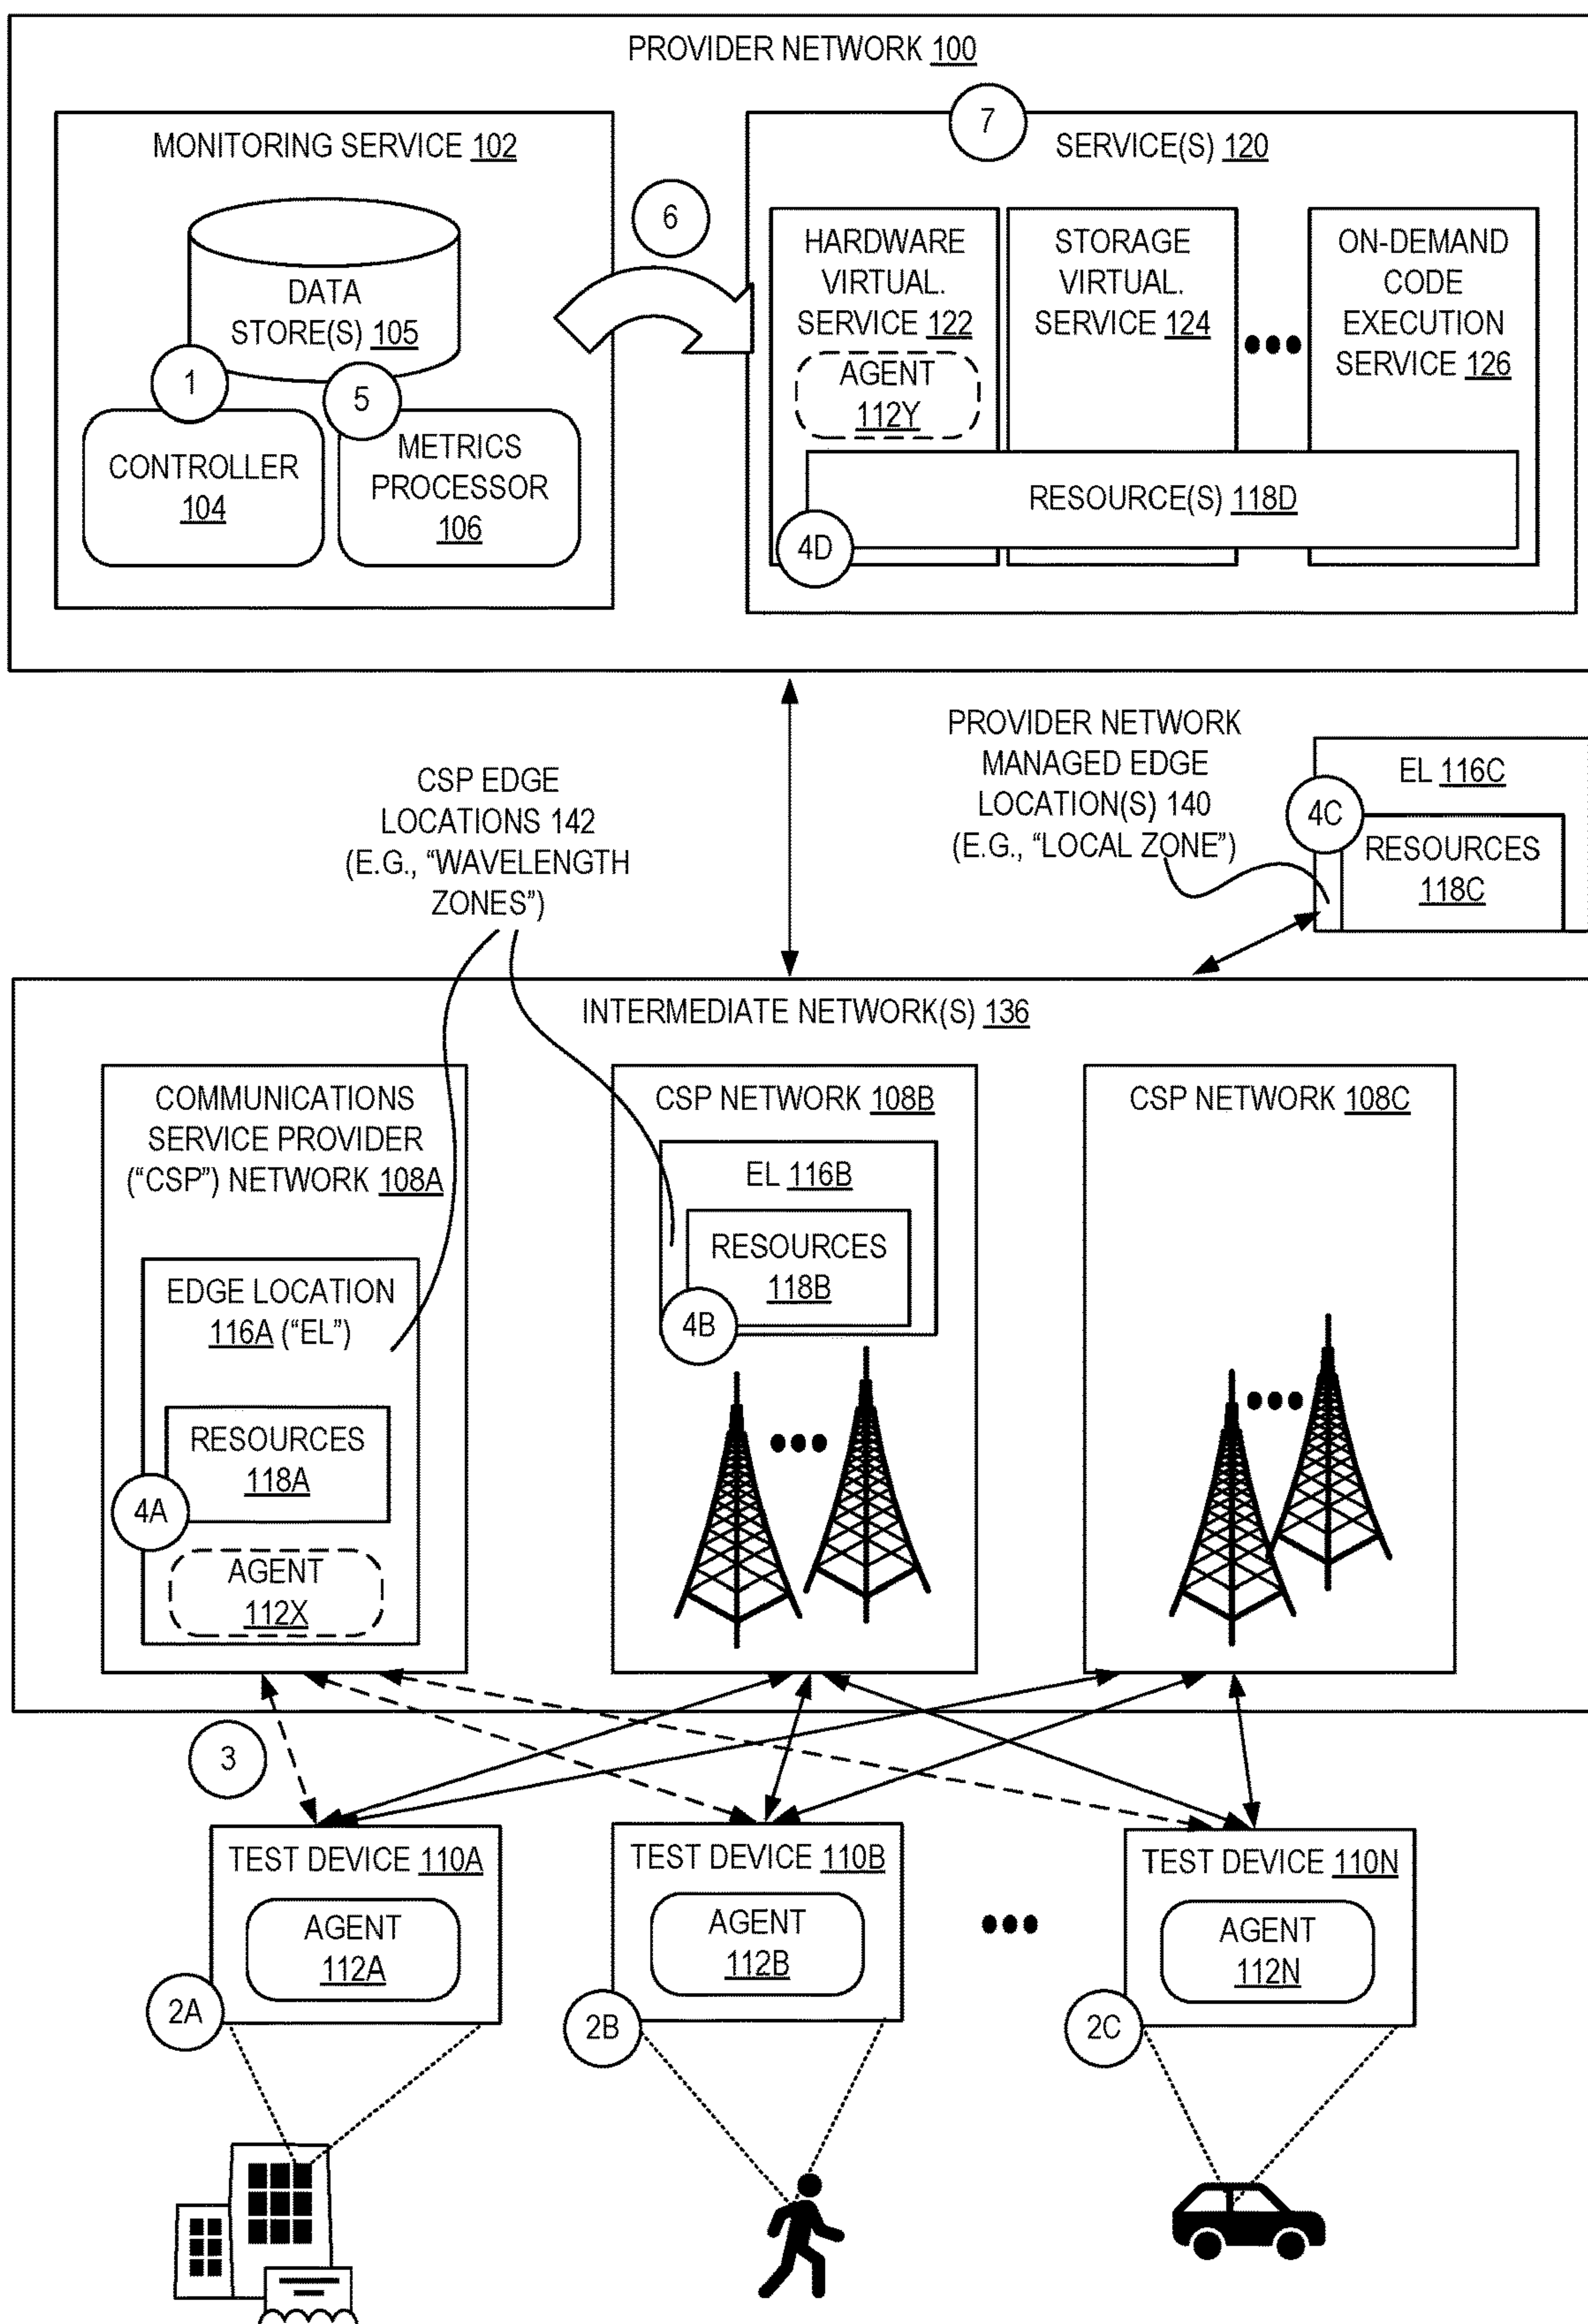 PROVIDER NETWORK 100
MONITORING SERVICE 102
DATA
STORE(S) 105
1
5
CONTROLLER
104
METRICS
PROCESSOR
106
6
7
SERVICE(S) 120
HARDWARE
VIRTUAL.
SERVICE 122
AGENT
112Y
STORAGE
VIRTUAL.
SERVICE 124
ON-DEMAND
CODE
EXECUTION
SERVICE 126
RESOURCE(S) 118D
4D
CSP EDGE
LOCATIONS 142
(E.G., “WAVELENGTH
ZONES”)
PROVIDER NETWORK
MANAGED EDGE
LOCATION(S) 140
(E.G., “LOCAL ZONE”)
EL 116C
4C
RESOURCES
118C
INTERMEDIATE NETWORK(S) 136
COMMUNICATIONS
SERVICE PROVIDER
(“CSP”) NETWORK 108A
EDGE LOCATION
116A (“EL”)
RESOURCES
118A
4A
AGENT
112X
CSP NETWORK 108B
EL 116B
RESOURCES
118B
4B
CSP NETWORK 108C
3
TEST DEVICE 110A
AGENT
112A
2A
TEST DEVICE 110B
AGENT
112B
2B
TEST DEVICE 110N
AGENT
112N
2C